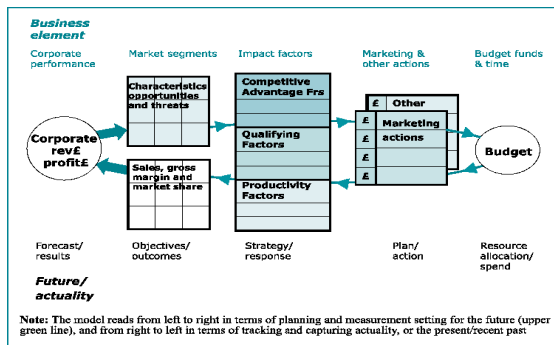 Business
element
Corporate
performance
Market segments
Impact factors
Marketing &
other actions
Budget funds
& time
Characteristics
opportunities
and threats
Competitive
Advantage Frs
£ Other
£ Marketing
£ actions
£
£
£
Corporate
rev£
profit£
Qualifying
Factors
Budget
Sales, gross
margin and
market share
Productivity
Factors
Forecast/
results
Objectives/
outcomes
Strategy/
response
Plan/
action
Resource
allocation/
spend
Future/
actuality
Note: The model reads from left to right in terms of planning and measurement setting for the future (upper
green line), and from right to left in terms of tracking and capturing actuality, or the present/recent past